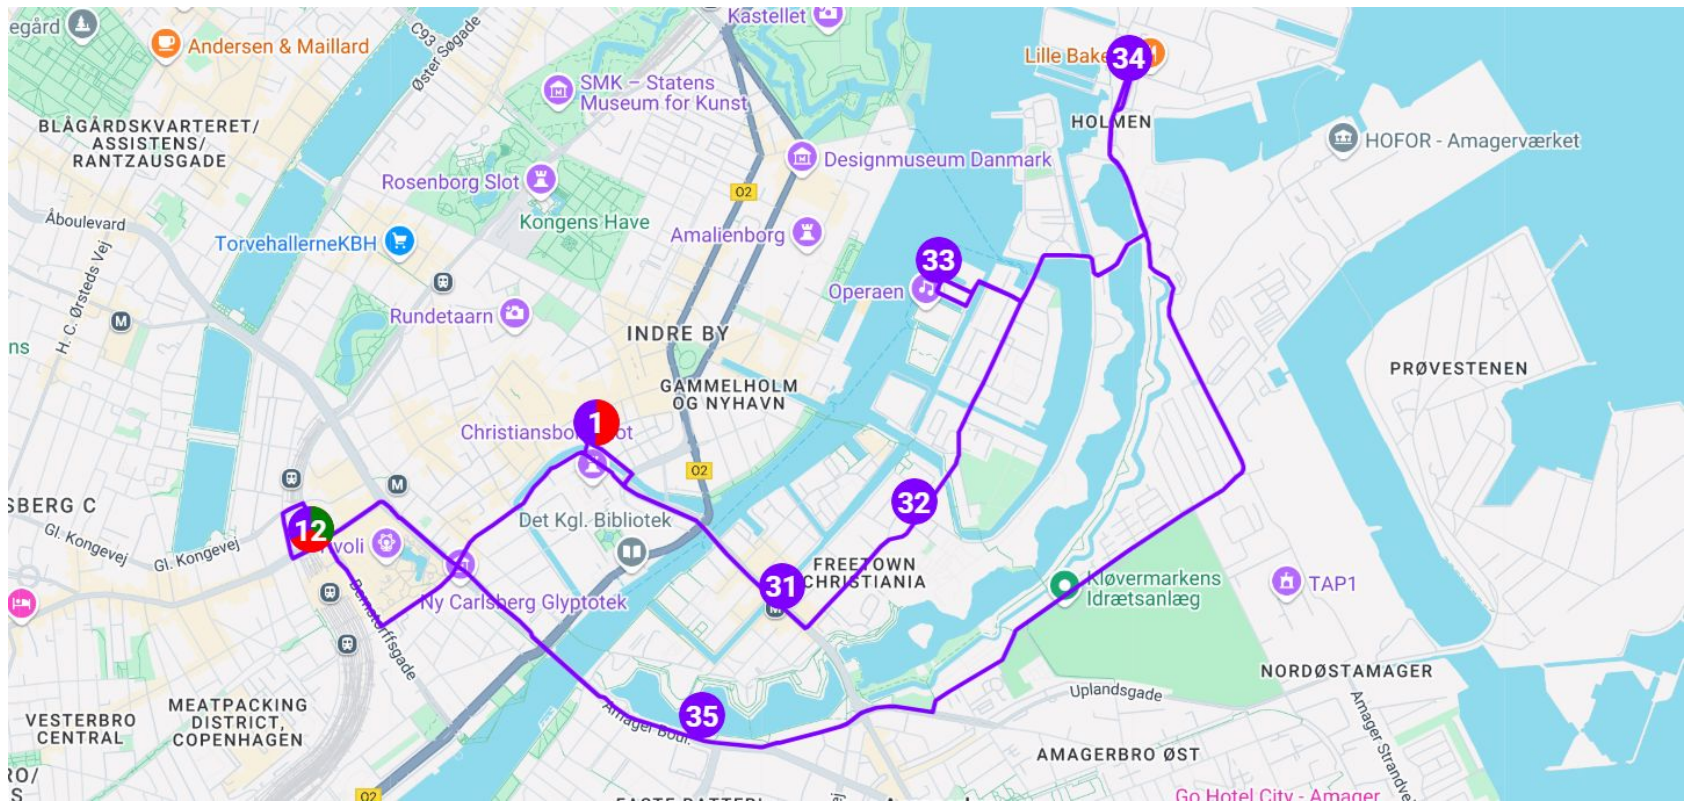 egård
Andersen & Maillard
C93
Øster Søgade
Kastellet
Lille Bake
34
SMK – Statens
Museum for Kunst
HOLMEN
BLÅGÅRDSKVARTERET/
ASSISTENS/
RANTZAUSGADE
HOFOR - Amagerværket
Designmuseum Danmark
Rosenborg Slot
O2
Kongens Have
Åboulevard
TorvehallerneKBH
Amalienborg
H. C. Ørsteds Vej
33
Operaen
M
Rundetaarn
ns
INDRE BY
PRØVESTENEN
GAMMELHOLM
OG NYHAVN
1
Christiansbor
ot
O2
M
SBERG C
32
12
voli
Det Kgl. Bibliotek
Gl. Kongevej
Gl. Kongevej
FREETOWN
CHRISTIANIA
31
M
Kløvermarkens
Idrætsanlæg
TAP1
Ny Carlsberg Glyptotek
Bernstorffsgade
NORDØSTAMAGER
Uplandsgade
MEATPACKING
DISTRICT,
COPENHAGEN
VESTERBRO
CENTRAL
35
Amager Boul.
Amager Strandve
AMAGERBRO ØST
RO/
S
O2
Go Hotel City - Amager